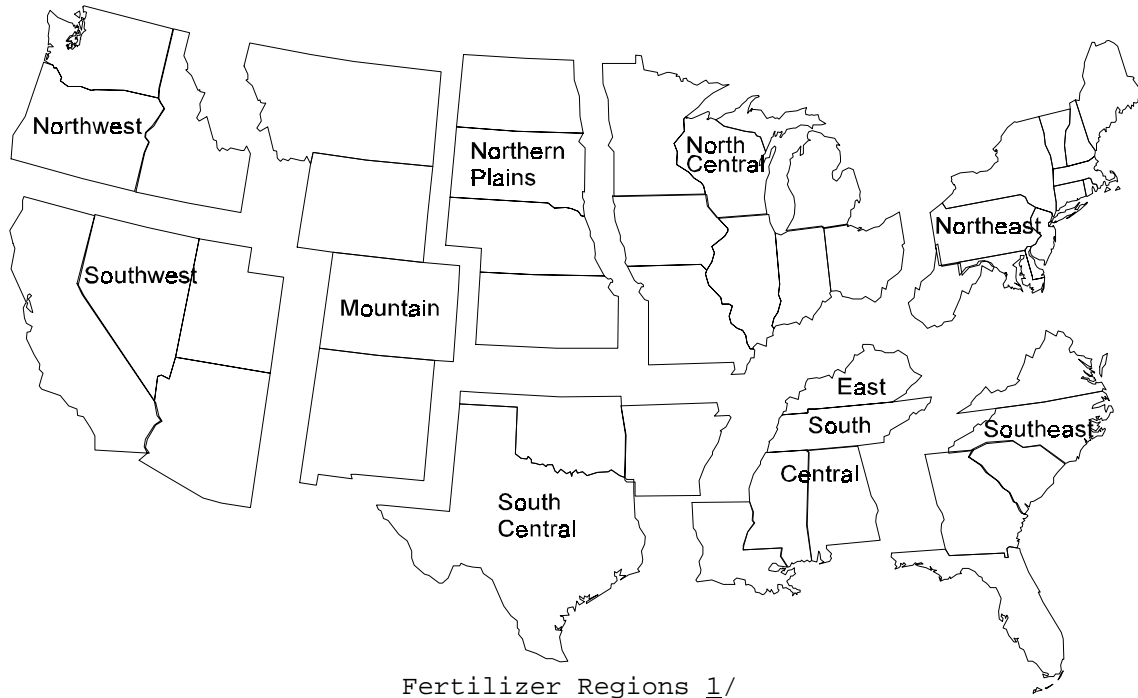 Northwest
Northern
Plains
North
Central
Northeast
Southwest
Mountain
East
South
Central
Southeast
South
Central
Fertilizer Regions 1/